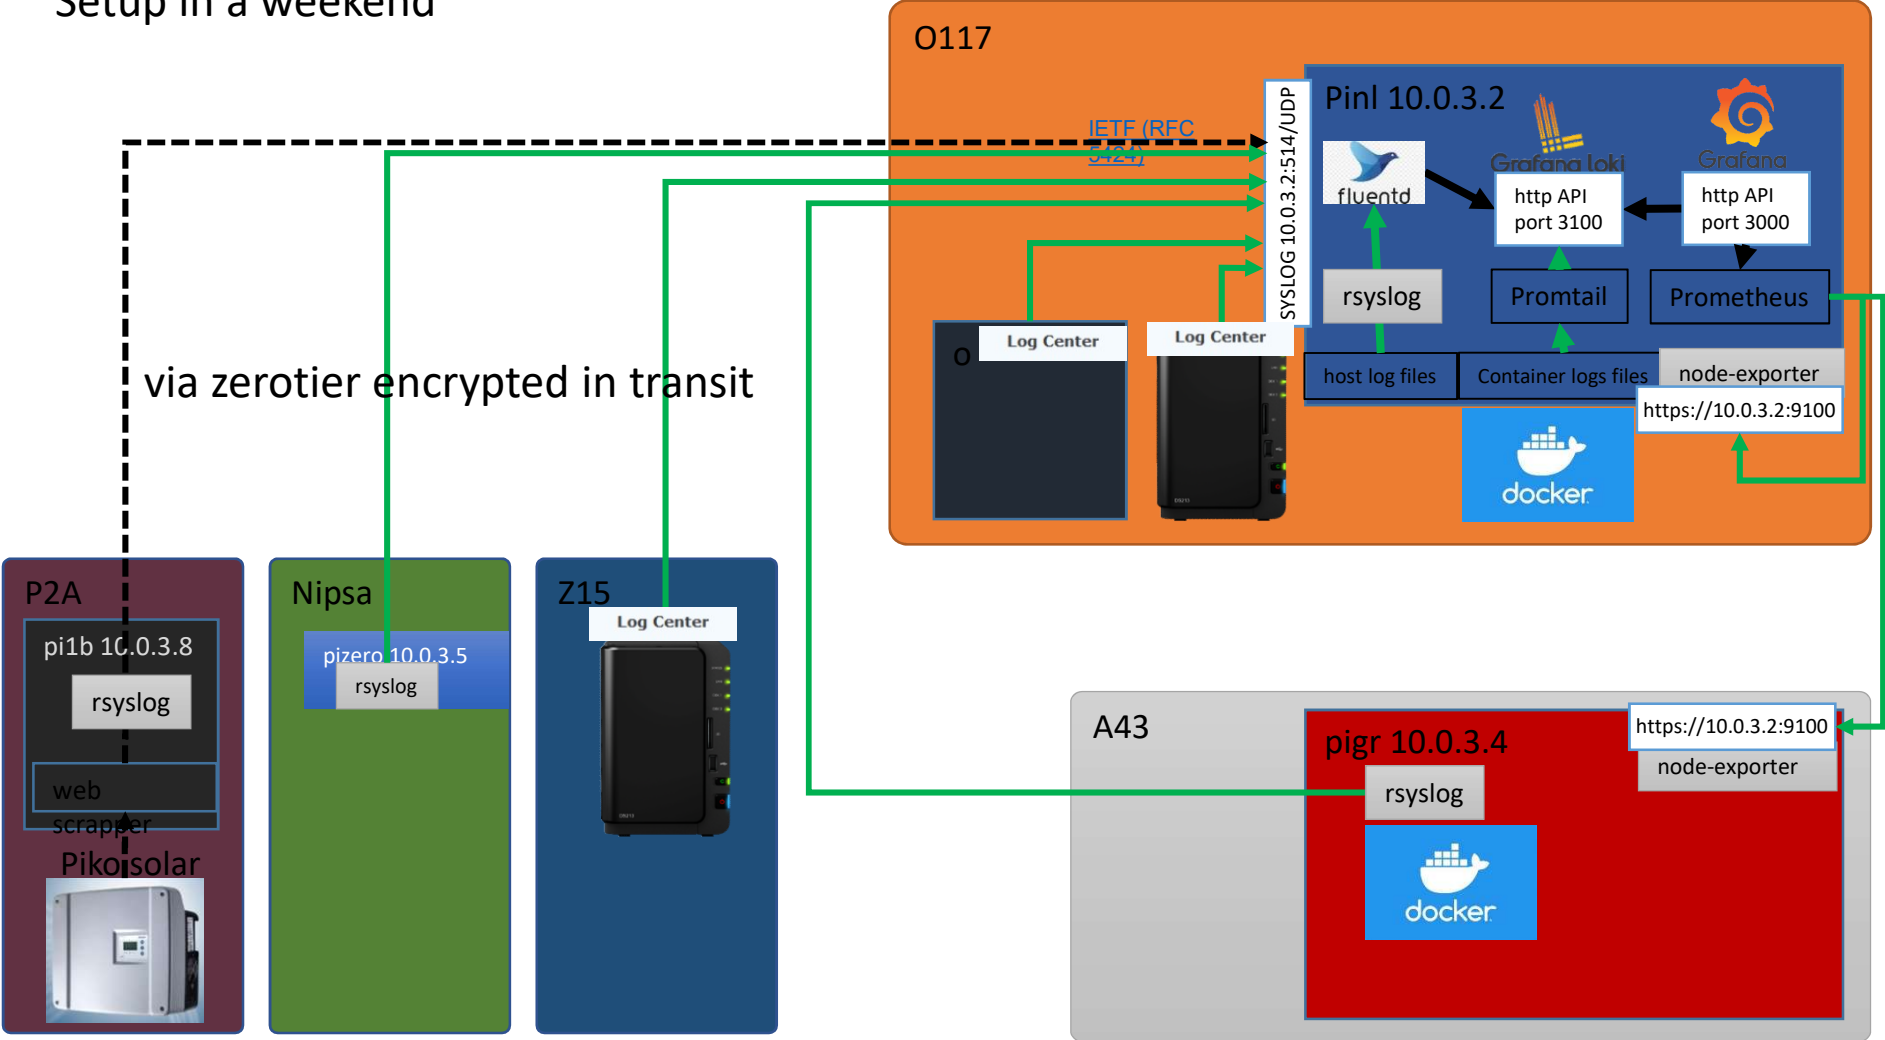 Setup in a weekend
O117
Pinl 10.0.3.2
SYSLOG 10.0.3.2:514/UDP
IETF (RFC
5424)
fluentd
Grafana loki
Grafana
http API
port 3100
http API
port 3000
rsyslog
Promtail
Prometheus
O
Log Center
Log Center
host log files
Container logs files
node-exporter
https://10.0.3.2:9100
docker
via zerotier encrypted in transit
P2A
pi1b 10.0.3.8
rsyslog
web
scrapper
Piko solar
Nipsa
pizero 10.0.3.5
rsyslog
Z15
Log Center
A43
pigr 10.0.3.4
rsyslog
docker
https://10.0.3.2:9100
node-exporter